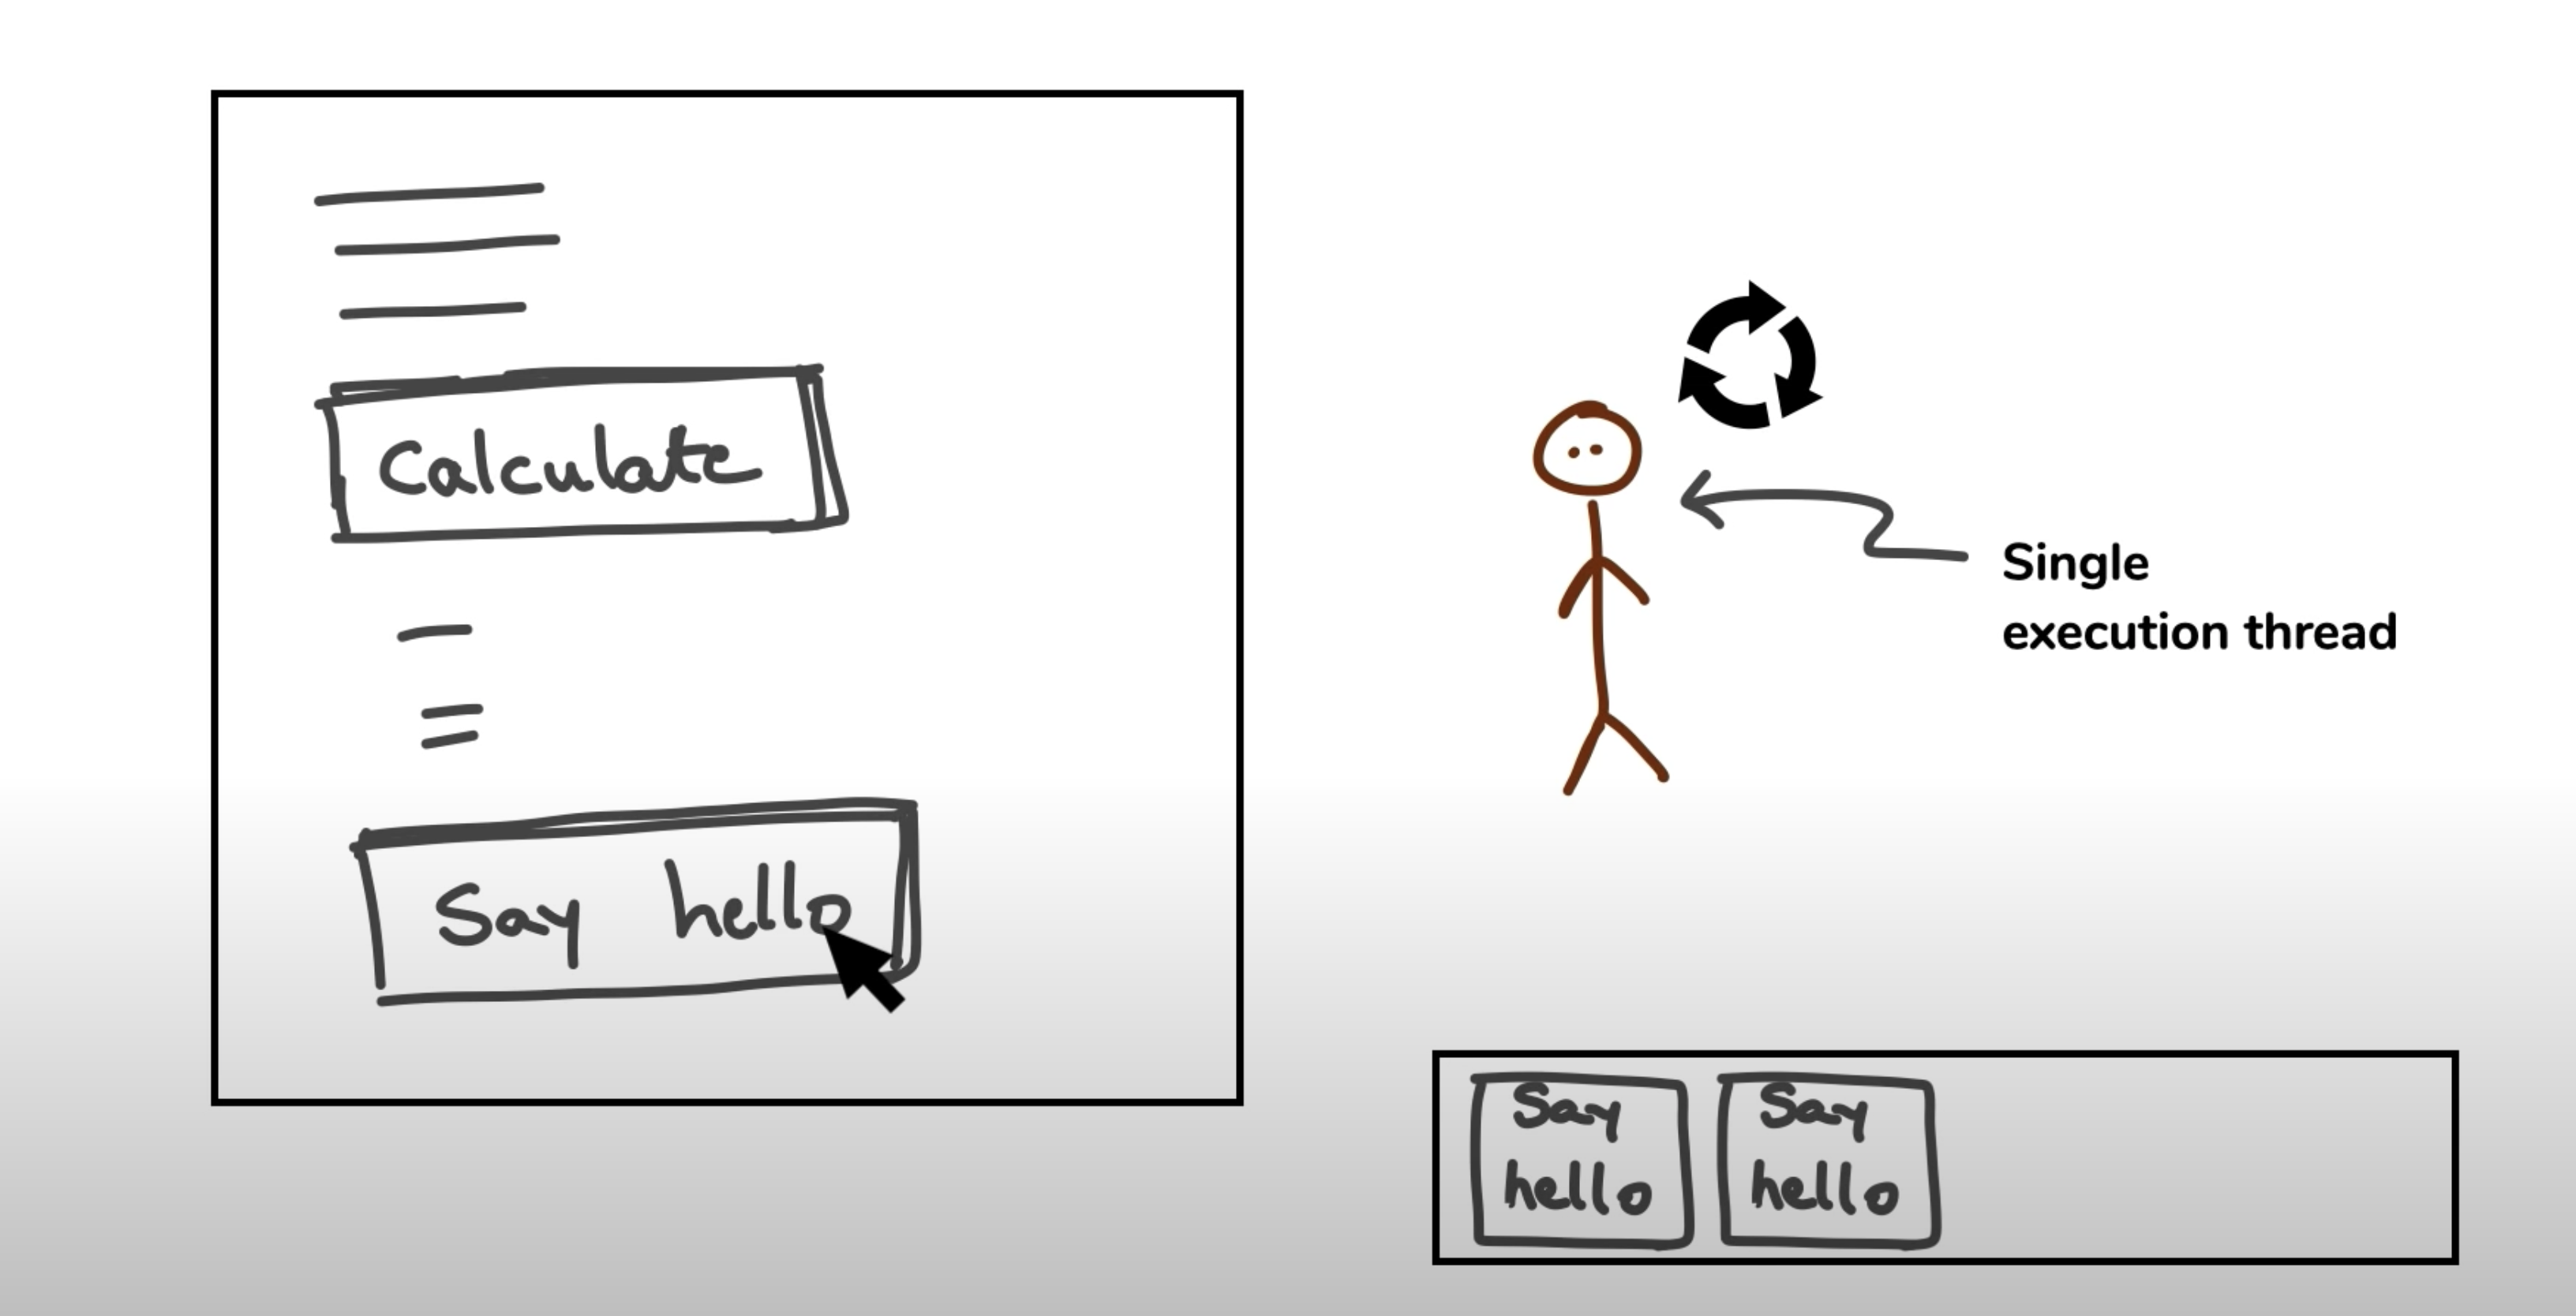 Calculate
Say hello
Single
execution thread
Say
hello
Say
hello